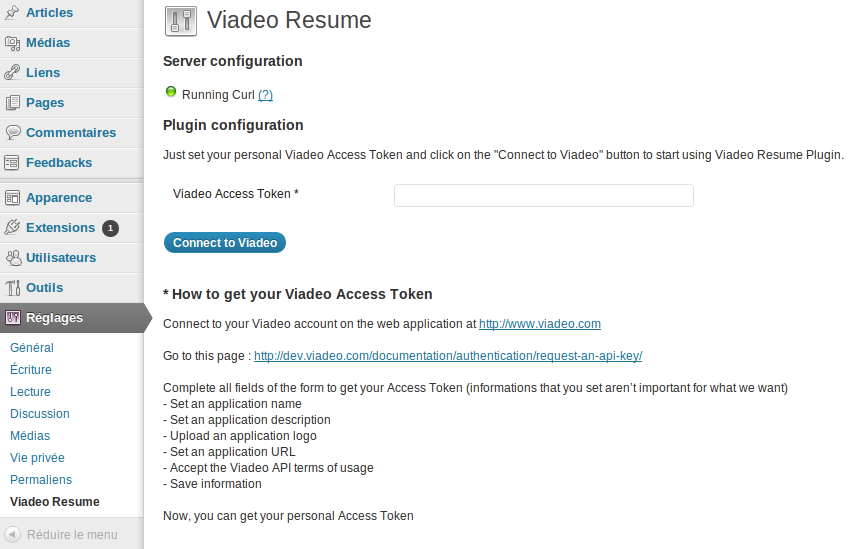 Articles
Médias
Liens
Pages
Commentaires
Feedbacks
Apparence
Extensions 1
Utilisateurs
Outils
Réglages
Général
Écriture
Lecture
Discussion
Médias
Vie privée
Permaliens
Viadeo Resume
Réduire le menu
Viadeo Resume
Server configuration
Running Curl (?)
Plugin configuration
Just set your personal Viadeo Access Token and click on the "Connect to Viadeo" button to start using Viadeo Resume Plugin.
Viadeo Access Token *
Connect to Viadeo
* How to get your Viadeo Access Token
Connect to your Viadeo account on the web application at http://www.viadeo.com
Go to this page : http://dev.viadeo.com/documentation/authentication/request-an-api-key/
Complete all fields of the form to get your Access Token (informations that you set aren't important for what we want)
- Set an application name
- Set an application description
- Upload an application logo
- Set an application URL
- Accept the Viadeo API terms of usage
- Save information
Now, you can get your personal Access Token